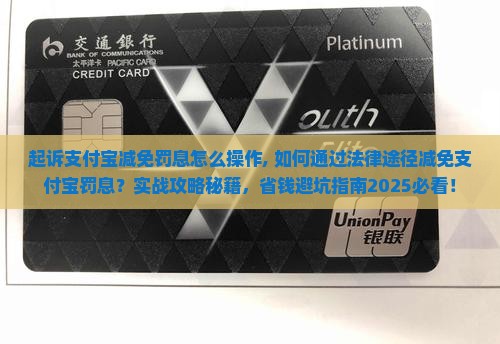 交通銀行
BANK OF COMMUNICATIONS
太平洋卡 PACIFIC CARD
CREDIT CARD
Platinum
outh
Elite
起诉支付宝减免罚息怎么操作, 如何通过法律途径减免支
付宝罚息？实战攻略秘籍，省钱避坑指南2025必看！
UnionPay
银联